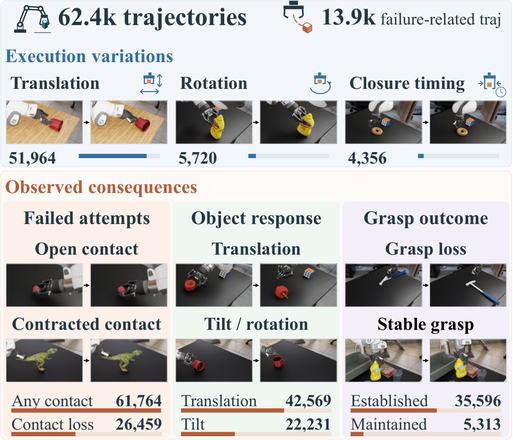 62.4k trajectories
13.9k failure-related traj
Execution variations
Translation
Rotation
Closure timing
51,964
5,720
4,356
Observed consequences
Failed attempts
Object response
Grasp outcome
Open contact
Translation
Grasp loss
Contracted contact
Tilt / rotation
Stable grasp
Any contact 61,764
Contact loss 26,459
Translation 42,569
Tilt 22,231
Established 35,596
Maintained 5,313